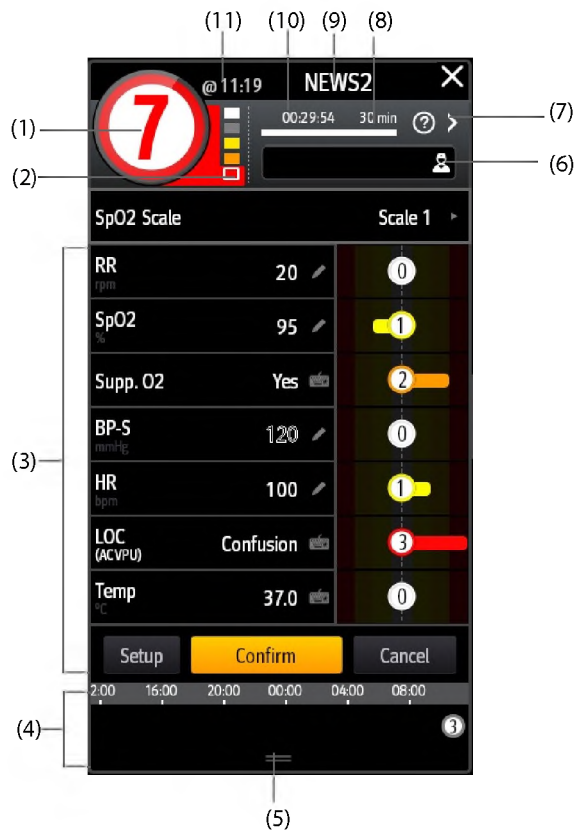 (11) (10) (9) (8)
@ 11:19 NEWS2
(1) 7 00:29:54 30 min ? (7)
(2) (6)
SpO2 Scale Scale 1
RR 20 0
rpm
SpO2 95 1
%
Supp. O2 Yes 2
BP-S 120 0
mmHg
(3)
HR 100 1
bpm
LOC Confusion 3
(ACVPU)
Temp 37.0 0
°C
Setup Confirm Cancel
2:00 16:00 20:00 00:00 04:00 08:00
(4) 3
(5)